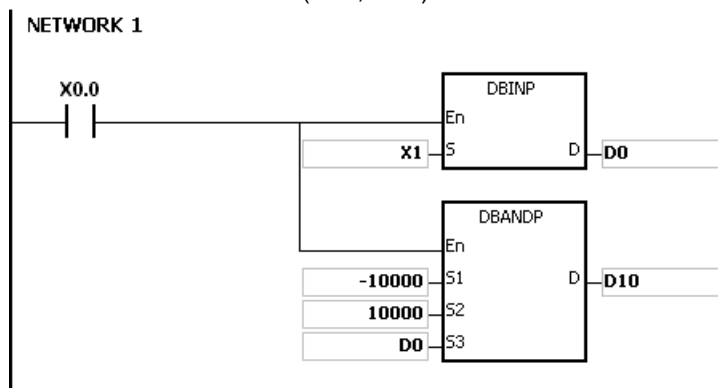 NETWORK 1
X0.0
DBINP
En
X1 S D D0
DBANDP
En
-10000 S1 D D10
10000 S2
D0 S3